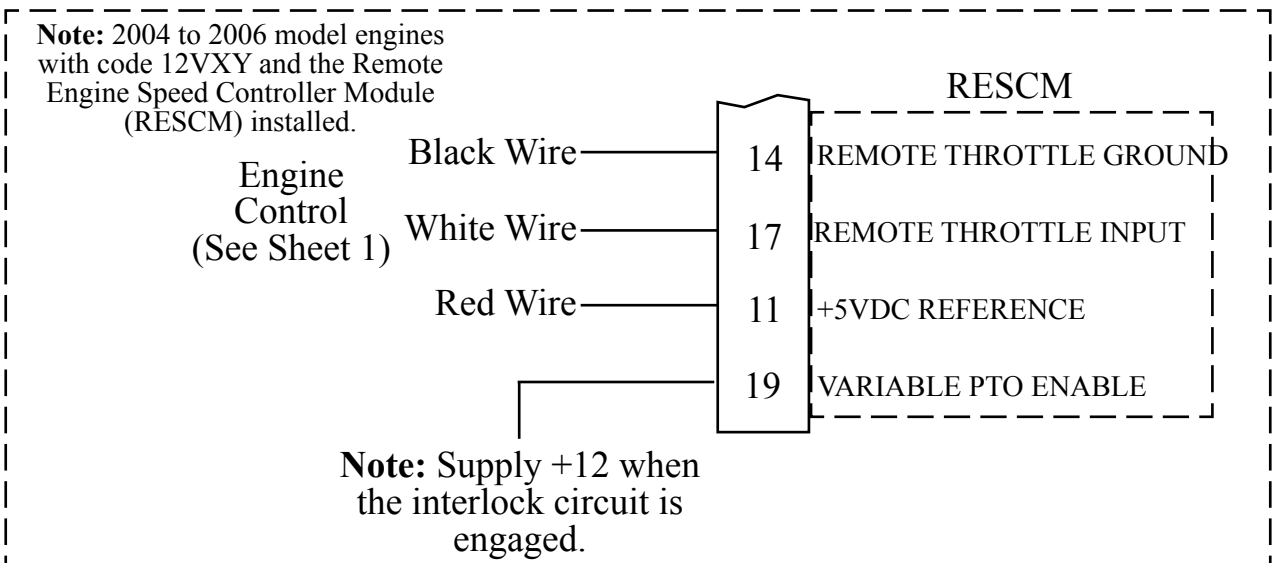 Note: 2004 to 2006 model engines
with code 12VXY and the Remote
Engine Speed Controller Module
(RESCM) installed.
RESCM
Engine
Control
(See Sheet 1)
Black Wire
14
REMOTE THROTTLE GROUND
White Wire
17
REMOTE THROTTLE INPUT
Red Wire
11
+5VDC REFERENCE
19
VARIABLE PTO ENABLE
Note: Supply +12 when
the interlock circuit is
engaged.